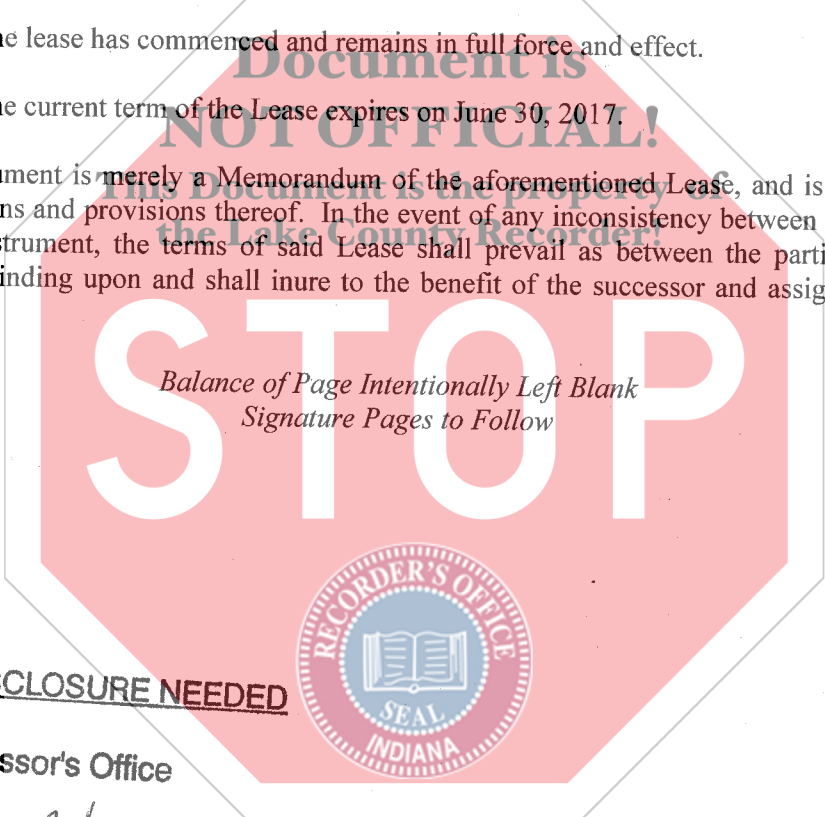 ne lease has commenced and remains in full force and effect.
Document is
ne current term of the Lease expires on June 30, 2017.
NOT OFFICIAL!
ument is merely a Memorandum of the aforementioned Lease, and is
This Document is the property of
ns and provisions thereof. In the event of any inconsistency between
the Lake County Recorder!
strument, the terms of said Lease shall prevail as between the parti
inding upon and shall inure to the benefit of the successor and assig
STOP
Balance of Page Intentionally Left Blank
Signature Pages to Follow
RECORDER'S OFFICE
SEAL
INDIANA
CLOSURE NEEDED
ssor's Office